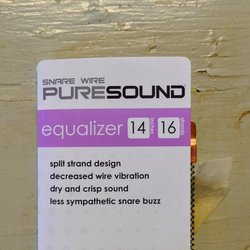 SNARE WIRE
PURESOUND™
equalizer 14 16
split strand design
decreased wire vibration
dry and crisp sound
less sympathetic snare buzz